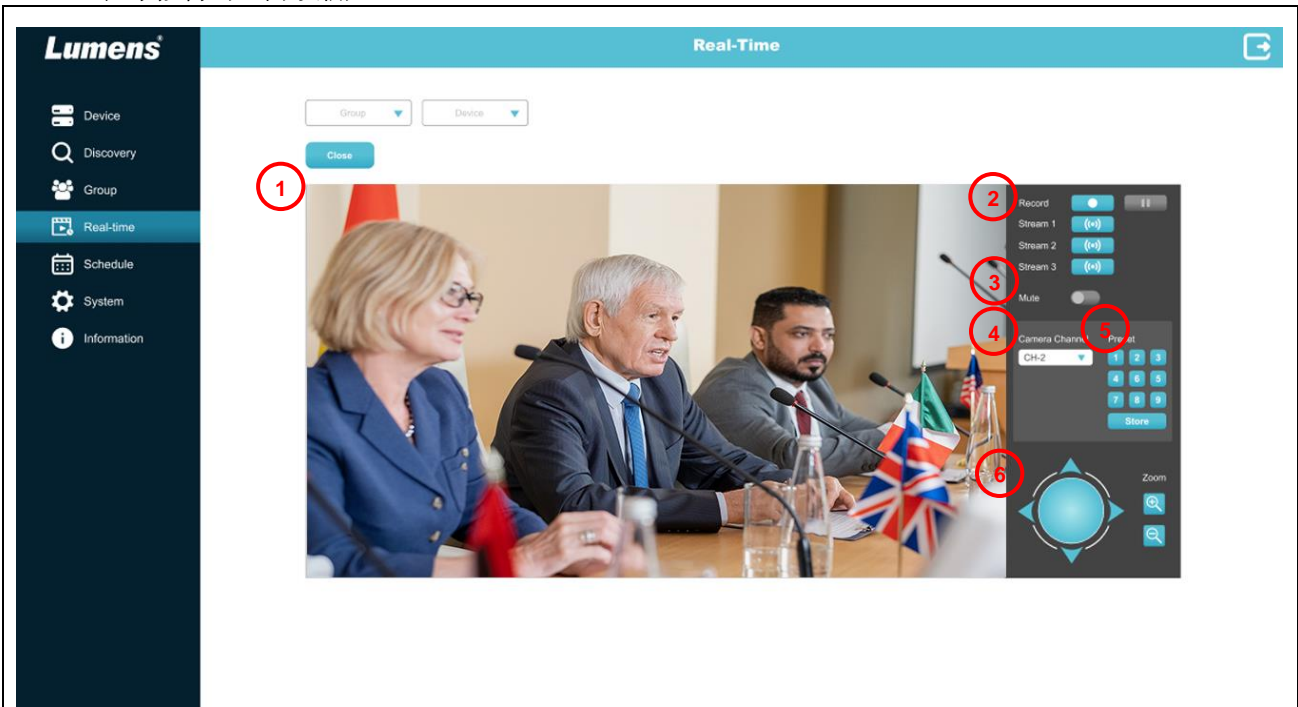 Lumens®
Real-Time
Device
Discovery
Group
Real-time
Schedule
System
Information
Group
Device
Close
1
2
Record
Stream 1
Stream 2
Stream 3
3
Mute
4
5
Camera Channel
Preset
CH-2
1 2 3
4 6 5
7 8 9
Store
6
Zoom